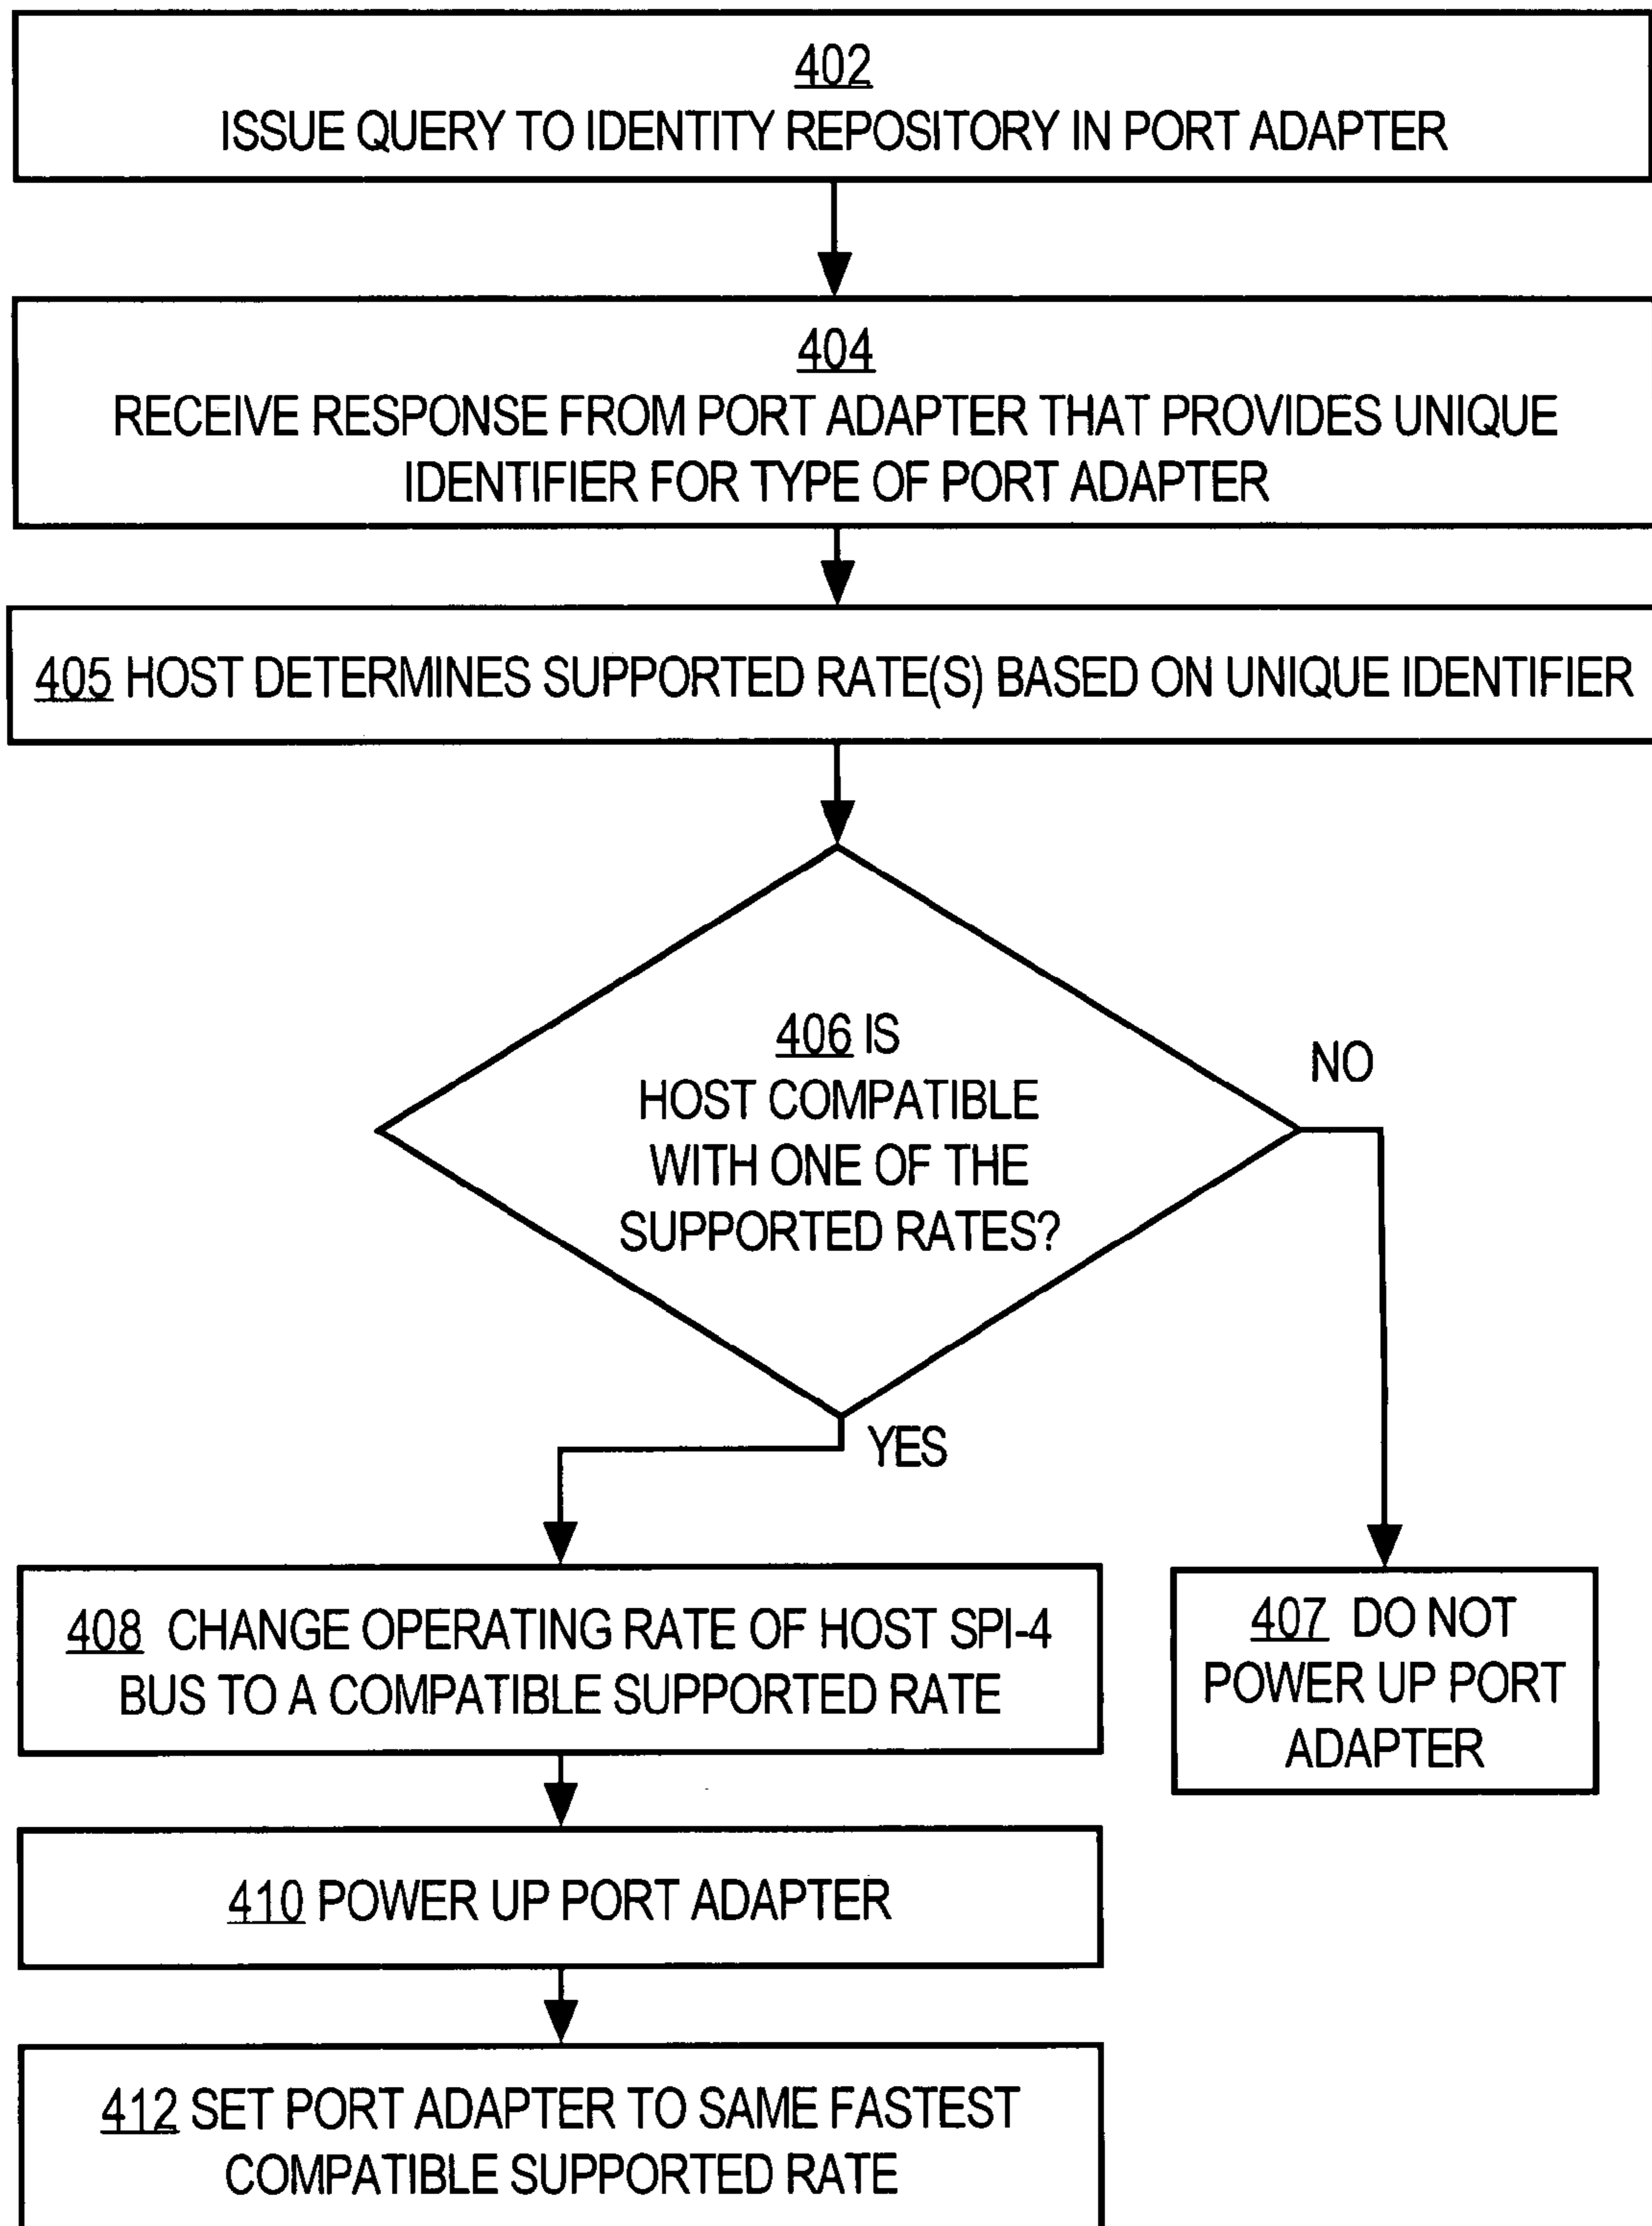 402
ISSUE QUERY TO IDENTITY REPOSITORY IN PORT ADAPTER
404
RECEIVE RESPONSE FROM PORT ADAPTER THAT PROVIDES UNIQUE
IDENTIFIER FOR TYPE OF PORT ADAPTER
405 HOST DETERMINES SUPPORTED RATE(S) BASED ON UNIQUE IDENTIFIER
406 IS
HOST COMPATIBLE
WITH ONE OF THE
SUPPORTED RATES?
NO
YES
408 CHANGE OPERATING RATE OF HOST SPI-4
BUS TO A COMPATIBLE SUPPORTED RATE
407 DO NOT
POWER UP PORT
ADAPTER
410 POWER UP PORT ADAPTER
412 SET PORT ADAPTER TO SAME FASTEST
COMPATIBLE SUPPORTED RATE